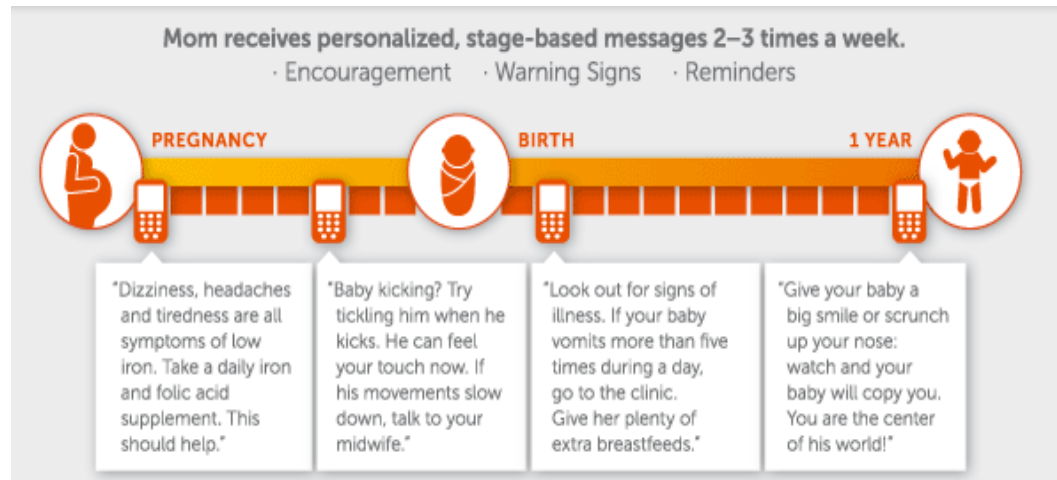 Mom receives personalized, stage-based messages 2–3 times a week.
· Encouragement · Warning Signs · Reminders
PREGNANCY
BIRTH
1 YEAR
"Dizziness, headaches
and tiredness are all
symptoms of low
iron. Take a daily iron
and folic acid
supplement. This
should help."
"Baby kicking? Try
tickling him when he
kicks. He can feel
your touch now. If
his movements slow
down, talk to your
midwife."
"Look out for signs of
illness. If your baby
vomits more than five
times during a day,
go to the clinic.
Give her plenty of
extra breastfeeds."
"Give your baby a
big smile or scrunch
up your nose:
watch and your
baby will copy you.
You are the center
of his world!"